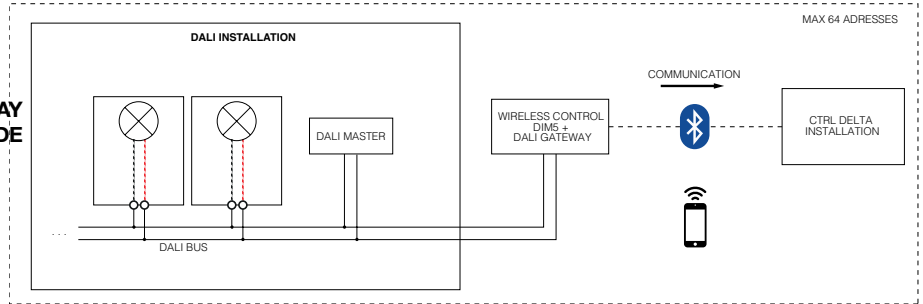 MAX 64 ADRESSES
DALI INSTALLATION
COMMUNICATION
AY
DE
DALI MASTER
WIRELESS CONTROL
DIM5 +
DALI GATEWAY
CTRL DELTA
INSTALLATION
. . .
DALI BUS